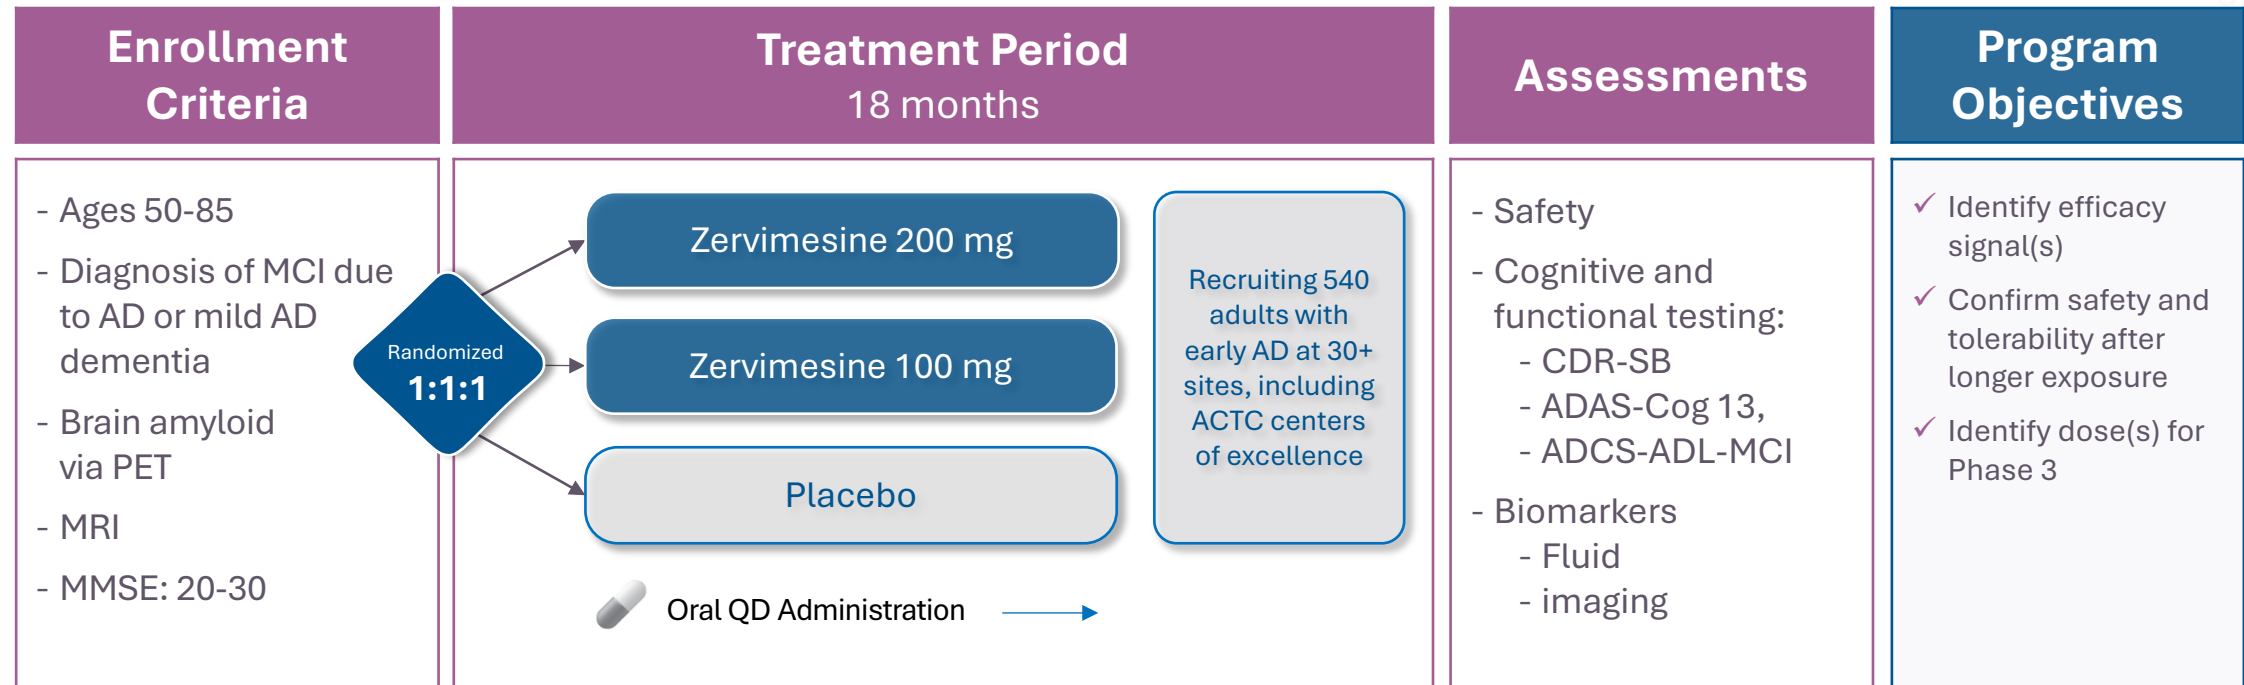 Enrollment
Criteria
Treatment Period
18 months
Assessments
Program
Objectives
- Ages 50-85
- Diagnosis of MCI due
to AD or mild AD
dementia
- Brain amyloid
via PET
- MRI
- MMSE: 20-30
Randomized
1:1:1
Zervimesine 200 mg
Zervimesine 100 mg
Placebo
Oral QD Administration
Recruiting 540
adults with
early AD at 30+
sites, including
ACTC centers
of excellence
- Safety
- Cognitive and
functional testing:
- CDR-SB
- ADAS-Cog 13,
- ADCS-ADL-MCI
- Biomarkers
- Fluid
- imaging
✓ Identify efficacy
signal(s)
✓ Confirm safety and
tolerability after
longer exposure
✓ Identify dose(s) for
Phase 3